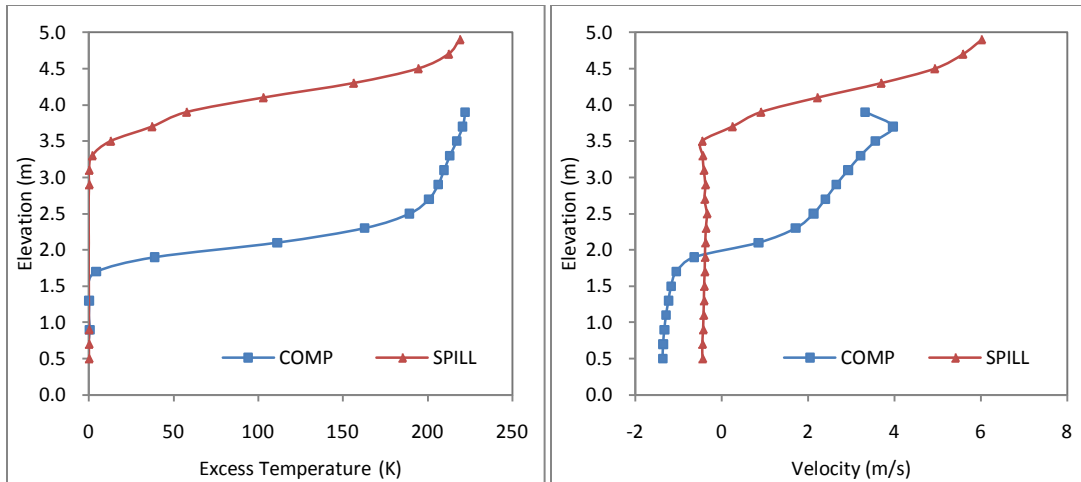 5.0
4.5
4.0
3.5
3.0
2.5
2.0
1.5
1.0
0.5
0.0
Elevation (m)
COMP SPILL
0 50 100 150 200 250
Excess Temperature (K)
5.0
4.5
4.0
3.5
3.0
2.5
2.0
1.5
1.0
0.5
0.0
Elevation (m)
COMP SPILL
-2 0 2 4 6 8
Velocity (m/s)